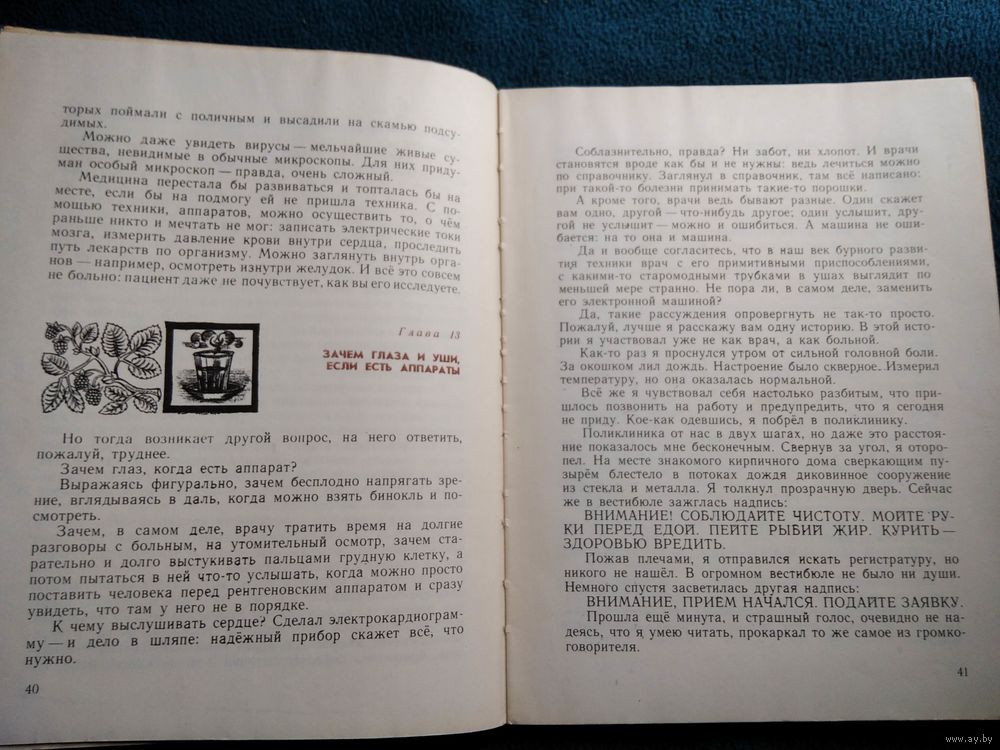 торых поймали с поличным и высадили на скамью подсу-
димых.
Можно даже увидеть вирусы — мельчайшие живые су-
щества, невидимые в обычные микроскопы. Для них приду-
ман особый микроскоп — правда, очень сложный.
Медицина перестала бы развиваться и топталась бы на
месте, если бы на подмогу ей не пришла техника. С по-
мощью техники, аппаратов, можно осуществить то, о чём
раньше никто и мечтать не мог: записать электрические токи
мозга, измерить давление крови внутри сердца, проследить
путь лекарств по организму. Можно заглянуть внутрь орга-
нов — например, осмотреть изнутри желудок. И всё это совсем
не больно: пациент даже не почувствует, как вы его исследуете.
Глава 13
ЗАЧЕМ ГЛАЗА И УШИ,
ЕСЛИ ЕСТЬ АППАРАТЫ
Но тогда возникает другой вопрос, на него ответить,
пожалуй, труднее.
Зачем глаз, когда есть аппарат?
Выражаясь фигурально, зачем бесплодно напрягать зре-
ние, вглядываясь в даль, когда можно взять бинокль и по-
смотреть.
Зачем, в самом деле, врачу тратить время на долгие
разговоры с больным, на утомительный осмотр, зачем ста-
рательно и долго выстукивать пальцами грудную клетку, а
потом пытаться в ней что-то услышать, когда можно просто
поставить человека перед рентгеновским аппаратом и сразу
увидеть, что там у него не в порядке.
К чему выслушивать сердце? Сделал электрокардиограм-
му — и дело в шляпе: надёжный прибор скажет всё, что
нужно.
40
Соблазнительно, правда? Ни забот, ни хлопот. И врачи
становятся вроде как бы и не нужны: ведь лечиться можно
по справочнику. Заглянул в справочник, там всё написано:
при такой-то болезни принимать такие-то порошки.
А кроме того, врачи ведь бывают разные. Один скажет
вам одно, другой — что-нибудь другое; один услышит, дру-
гой не услышит — можно и ошибиться. А машина не оши-
бается: на то она и машина.
Да и вообще согласитесь, что в наш век бурного разви-
тия техники врач с его примитивными приспособлениями,
с какими-то старомодными трубками в ушах выглядит по
меньшей мере странно. Не пора ли, в самом деле, заменить
его электронной машиной?
Да, такие рассуждения опровергнуть не так-то просто.
Пожалуй, лучше я расскажу вам одну историю. В этой исто-
рии я участвовал уже не как врач, а как больной.
Как-то раз я проснулся утром от сильной головной боли.
За окошком лил дождь. Настроение было скверное. Измерил
температуру, но она оказалась нормальной.
Всё же я чувствовал себя настолько разбитым, что при-
шлось позвонить на работу и предупредить, что я сегодня
не приду. Кое-как одевшись, я побрёл в поликлинику.
Поликлиника от нас в двух шагах, но даже это расстоя-
ние показалось мне бесконечным. Свернув за угол, я оторо-
пел. На месте знакомого кирпичного дома сверкающим пу-
зырём блестело в потоках дождя диковинное сооружение
из стекла и металла. Я толкнул прозрачную дверь. Сейчас
же в вестибюле зажглась надпись:
ВНИМАНИЕ! СОБЛЮДАЙТЕ ЧИСТОТУ. МОЙТЕ РУ-
КИ ПЕРЕД ЕДОЙ. ПЕЙТЕ РЫБИЙ ЖИР. КУРИТЬ —
ЗДОРОВЬЮ ВРЕДИТЬ.
Пожав плечами, я отправился искать регистратуру, но
никого не нашёл. В огромном вестибюле не было ни души.
Немного спустя засветилась другая надпись:
ВНИМАНИЕ, ПРИЕМ НАЧАЛСЯ. ПОДАЙТЕ ЗАЯВКУ.
Прошла ещё минута, и страшный голос, очевидно не на-
деясь, что я умею читать, прокаркал то же самое из громко-
говорителя.
41
www.ay.by